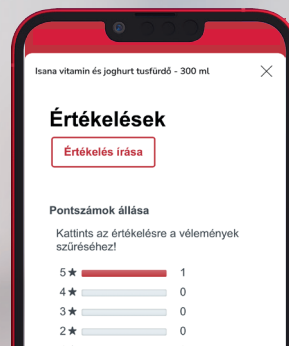 Isana vitamin és joghurt tusfürdő - 300 ml
Értékelések
Értékelés írása
Pontszámok állása
Kattints az értékelésre a vélemények
szűréséhez!
5★ 1
4★ 0
3★ 0
2★ 0